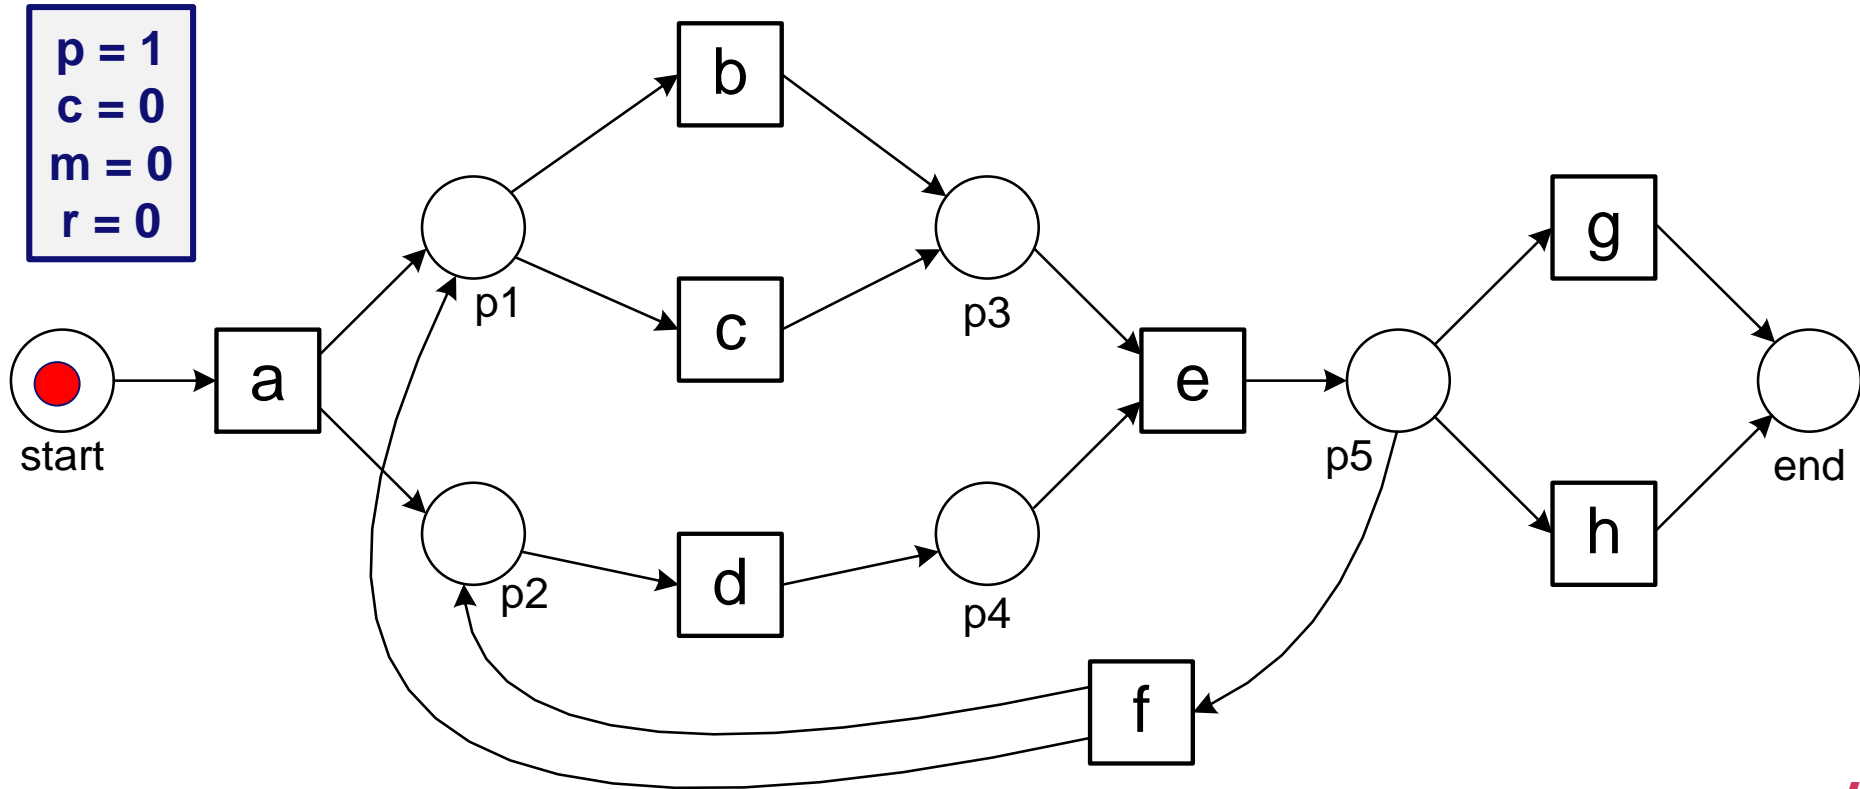 p = 1
c = 0
m = 0
r = 0
b
g
p1
c
p3
start
a
e
p5
end
p2
d
p4
h
f